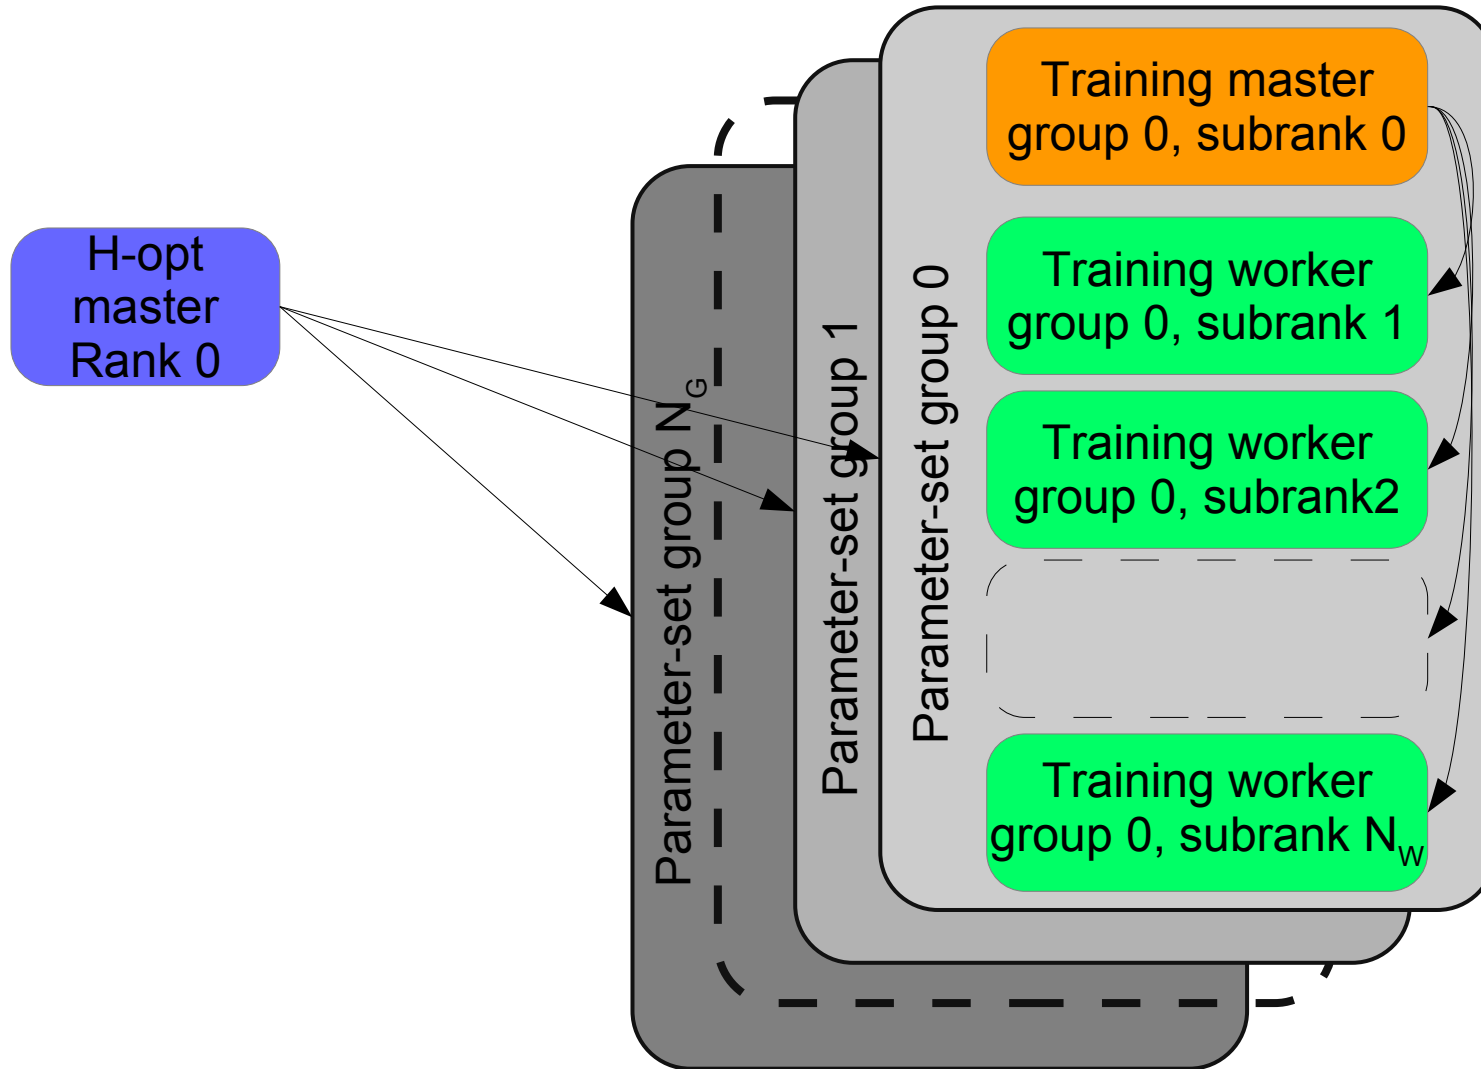 H-opt
master
Rank 0
Parameter-set group N_G
Parameter-set group 1
Parameter-set group 0
Training master
group 0, subrank 0
Training worker
group 0, subrank 1
Training worker
group 0, subrank2
Training worker
group 0, subrank N_W